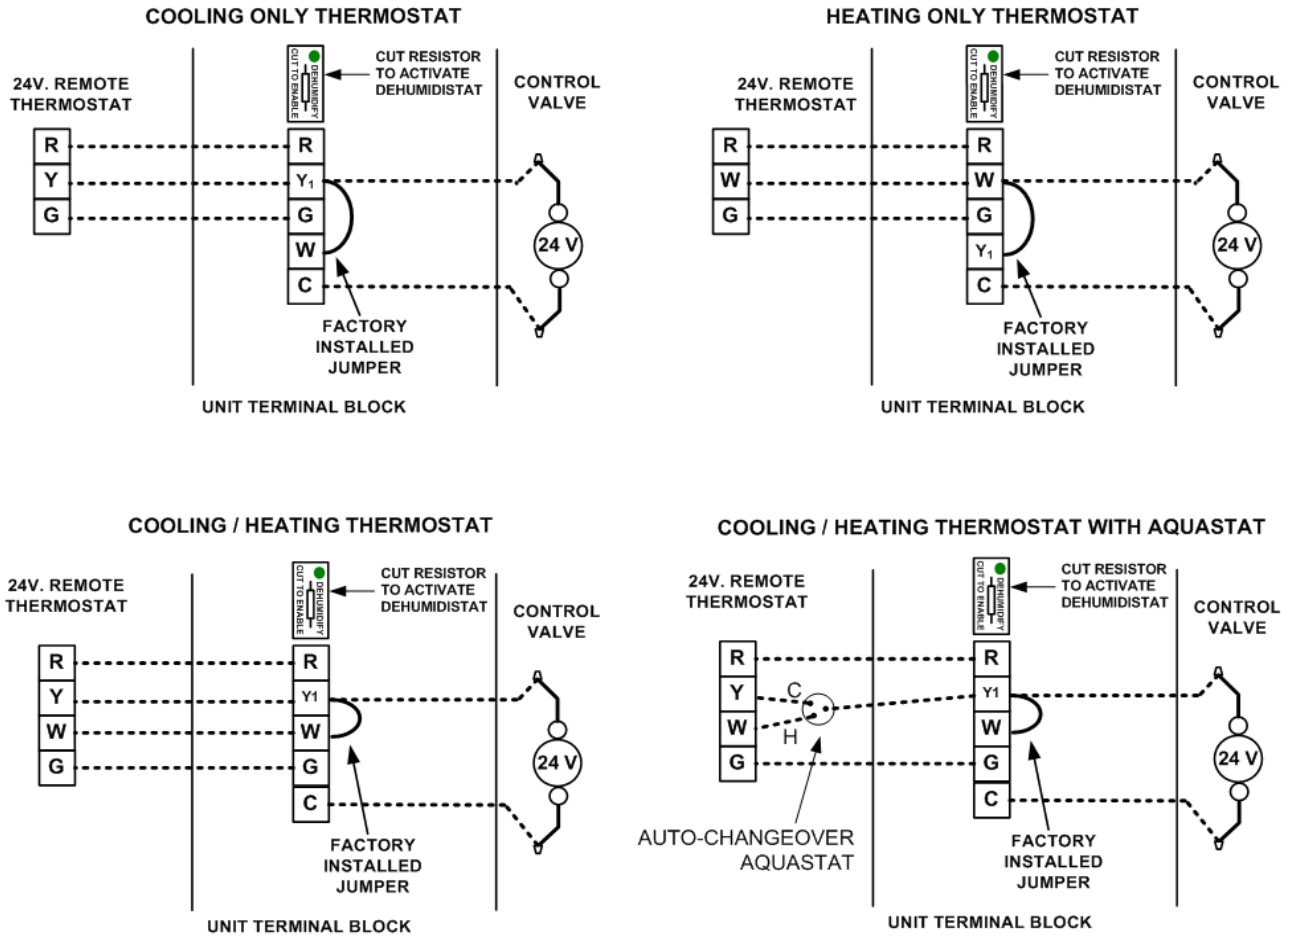 COOLING ONLY THERMOSTAT
24V. REMOTE
THERMOSTAT
CUT TO ENABLE
DEHUMIDIFY
CUT RESISTOR
TO ACTIVATE
DEHUMIDISTAT
CONTROL
VALVE
R
Y
G
R
Y1
G
W
C
24 V
FACTORY
INSTALLED
JUMPER
UNIT TERMINAL BLOCK
HEATING ONLY THERMOSTAT
24V. REMOTE
THERMOSTAT
CUT TO ENABLE
DEHUMIDIFY
CUT RESISTOR
TO ACTIVATE
DEHUMIDISTAT
CONTROL
VALVE
R
W
G
R
W
G
Y1
C
24 V
FACTORY
INSTALLED
JUMPER
UNIT TERMINAL BLOCK
COOLING / HEATING THERMOSTAT
24V. REMOTE
THERMOSTAT
CUT TO ENABLE
DEHUMIDIFY
CUT RESISTOR
TO ACTIVATE
DEHUMIDISTAT
CONTROL
VALVE
R
Y
W
G
R
Y1
W
G
C
24 V
FACTORY
INSTALLED
JUMPER
UNIT TERMINAL BLOCK
COOLING / HEATING THERMOSTAT WITH AQUASTAT
24V. REMOTE
THERMOSTAT
CUT TO ENABLE
DEHUMIDIFY
CUT RESISTOR
TO ACTIVATE
DEHUMIDISTAT
CONTROL
VALVE
R
Y
W
G
C
H
R
Y1
W
G
C
24 V
AUTO-CHANGEOVER
AQUASTAT
FACTORY
INSTALLED
JUMPER
UNIT TERMINAL BLOCK